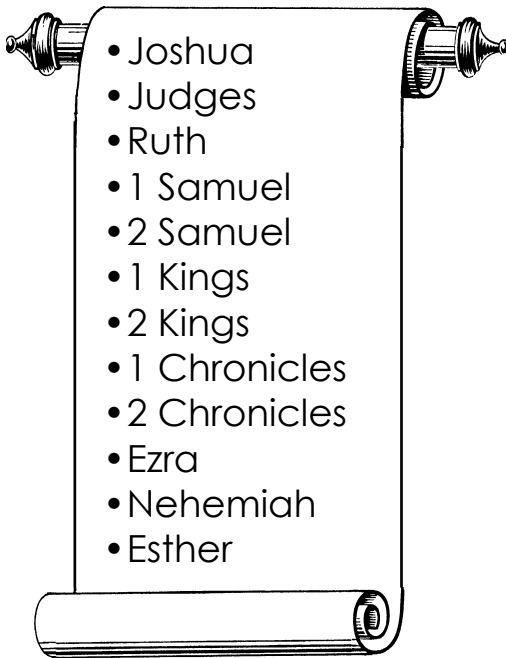 •Joshua
•Judges
•Ruth
•1 Samuel
•2 Samuel
•1 Kings
•2 Kings
•1 Chronicles
•2 Chronicles
•Ezra
•Nehemiah
•Esther